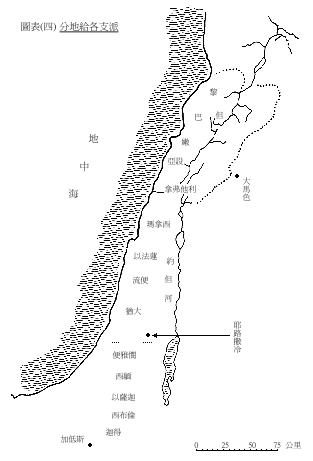 圖表(四) 分地給各支派
黎
巴
嫩
但
地
中
海
亞設
拿弗他利
大馬色
瑪拿西
以法蓮
約
但
河
流便
猶大
耶路撒冷
便雅憫
西緬
以薩迦
西布倫
迦得
加低斯
0 25 50 75 公里